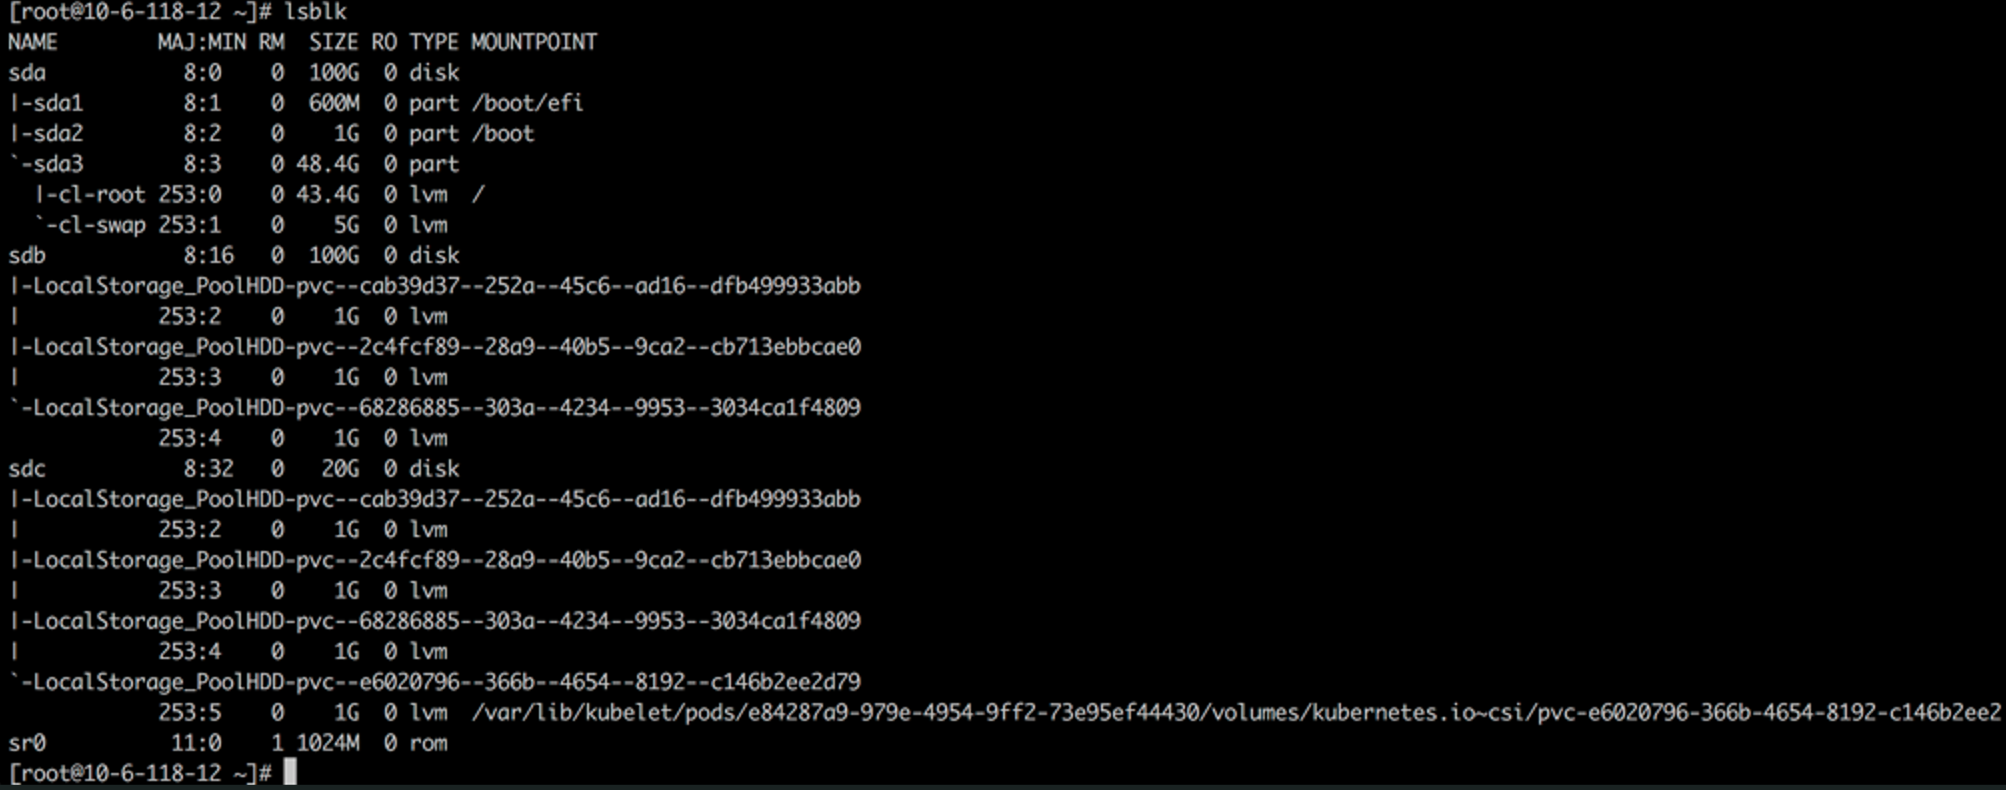 [root@10-6-118-12 ~]# lsblk
NAME        MAJ:MIN RM  SIZE RO TYPE MOUNTPOINT
sda           8:0    0  100G  0 disk
|-sda1        8:1    0  600M  0 part /boot/efi
|-sda2        8:2    0    1G  0 part /boot
`-sda3        8:3    0 48.4G  0 part
  |-cl-root 253:0    0 43.4G  0 lvm  /
  `-cl-swap 253:1    0    5G  0 lvm
sdb           8:16   0  100G  0 disk
|-LocalStorage_PoolHDD-pvc--cab39d37--252a--45c6--ad16--dfb499933abb
|           253:2    0    1G  0 lvm
|-LocalStorage_PoolHDD-pvc--2c4fcf89--28a9--40b5--9ca2--cb713ebbcae0
|           253:3    0    1G  0 lvm
`-LocalStorage_PoolHDD-pvc--68286885--303a--4234--9953--3034ca1f4809
            253:4    0    1G  0 lvm
sdc           8:32   0   20G  0 disk
|-LocalStorage_PoolHDD-pvc--cab39d37--252a--45c6--ad16--dfb499933abb
|           253:2    0    1G  0 lvm
|-LocalStorage_PoolHDD-pvc--2c4fcf89--28a9--40b5--9ca2--cb713ebbcae0
|           253:3    0    1G  0 lvm
|-LocalStorage_PoolHDD-pvc--68286885--303a--4234--9953--3034ca1f4809
|           253:4    0    1G  0 lvm
`-LocalStorage_PoolHDD-pvc--e6020796--366b--4654--8192--c146b2ee2d79
            253:5    0    1G  0 lvm  /var/lib/kubelet/pods/e84287a9-979e-4954-9ff2-73e95ef44430/volumes/kubernetes.io~csi/pvc-e6020796-366b-4654-8192-c146b2ee2
sr0          11:0    1 1024M  0 rom
[root@10-6-118-12 ~]#